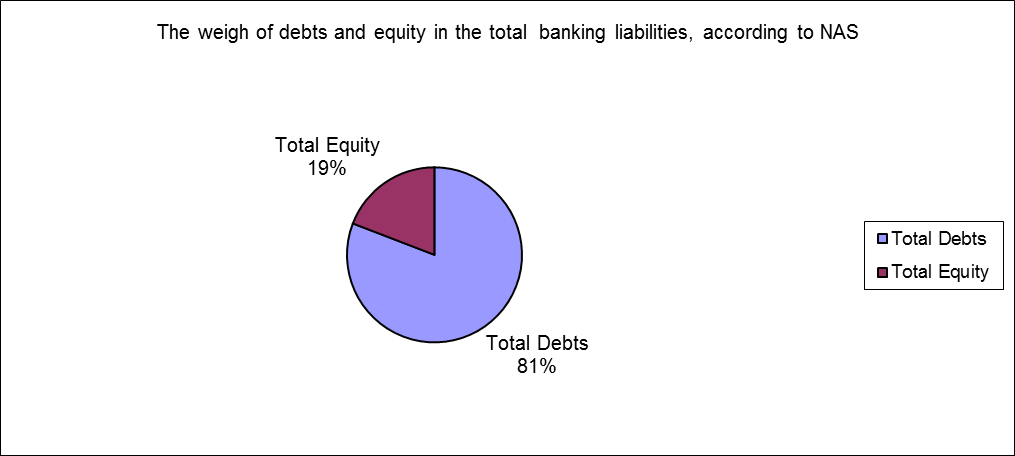 The weigh of debts and equity in the total banking liabilities, according to NAS
Total Equity
19%
Total Debts
81%
Total Debts
Total Equity